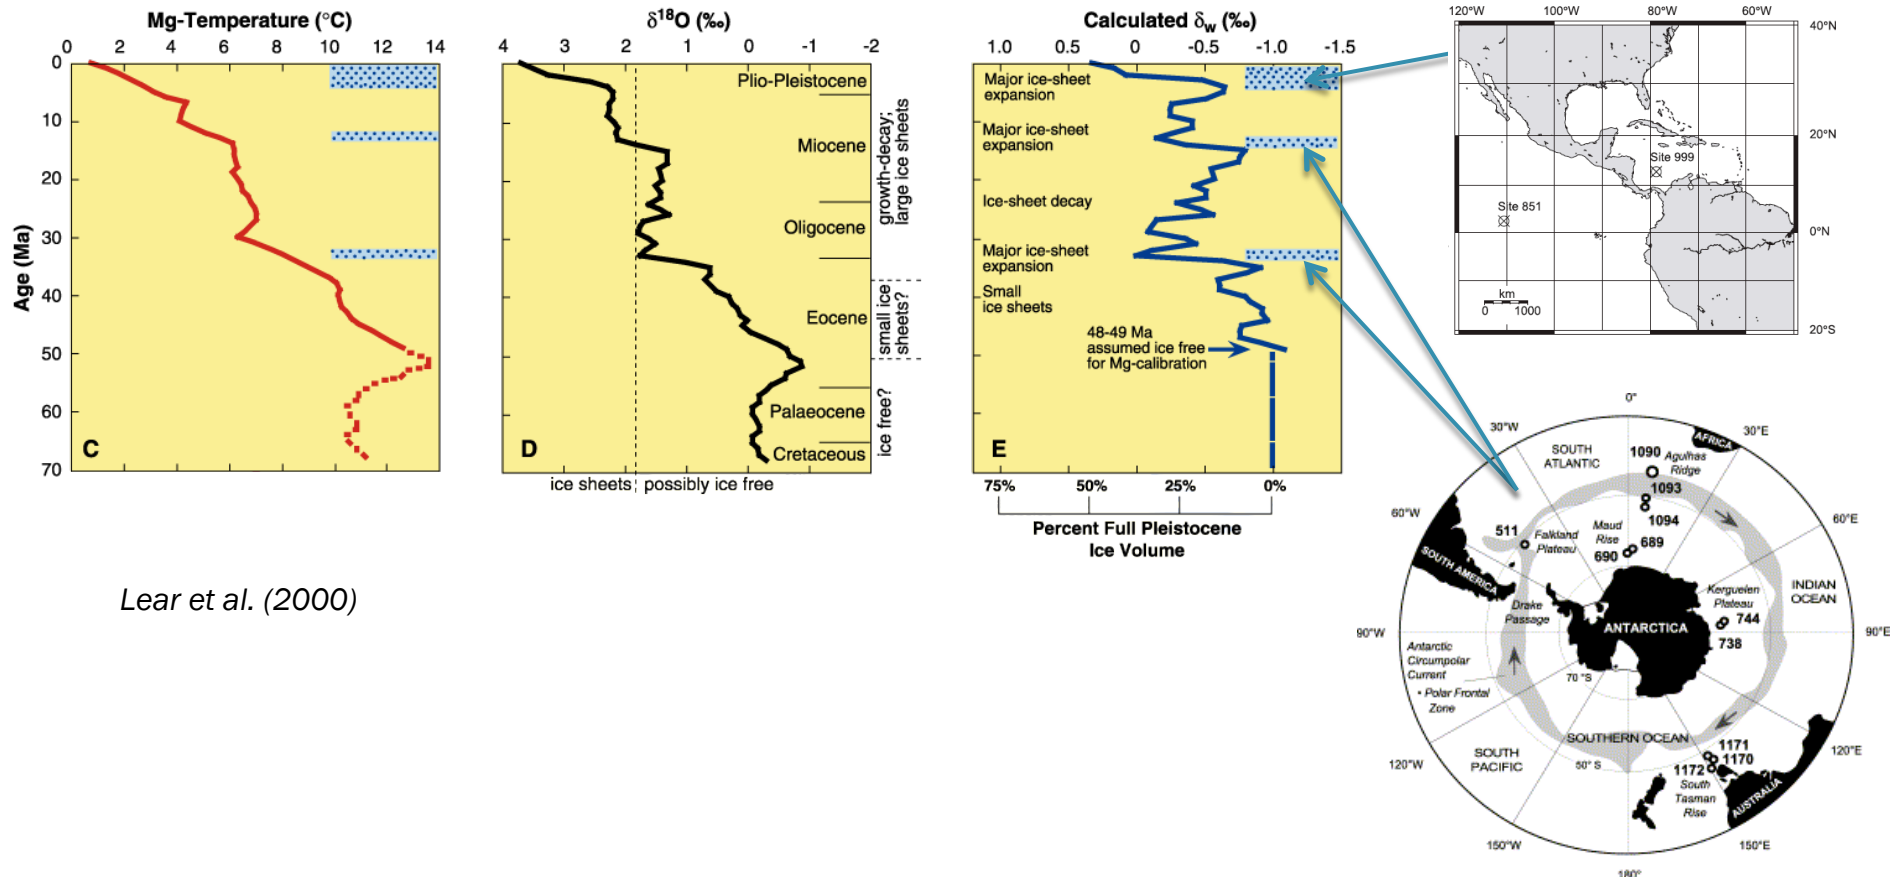 Mg-Temperature (°C)
0 2 4 6 8 10 12 14
Age (Ma)
0
10
20
30
40
50
60
70
C
δ18O (‰)
4 3 2 1 0 -1 -2
Plio-Pleistocene
Miocene
Oligocene
Eocene
Palaeocene
Cretaceous
D
ice sheets possibly ice free
growth-decay;
large ice sheets
small ice
sheets?
ice free?
Calculated δw (‰)
1.0 0.5 0 -0.5 -1.0 -1.5
Major ice-sheet
expansion
Major ice-sheet
expansion
Ice-sheet decay
Major ice-sheet
expansion
Small
ice sheets
48-49 Ma
assumed ice free
for Mg-calibration
E
75% 50% 25% 0%
Percent Full Pleistocene
Ice Volume
120°W 100°W 80°W 60°W
40°N
20°N
0°N
20°S
Site 999
Site 851
km
0 1000
Lear et al. (2000)
0°
30°W
30°E
AFRICA
SOUTH
ATLANTIC
1090
Agulhas
Ridge
1093
1094
60°W
60°E
511
Falkland
Plateau
Maud
Rise
689
690
SOUTH AMERICA
INDIAN
OCEAN
Kerguelen
Plateau
744
738
Drake
Passage
ANTARCTICA
90°W
90°E
Antarctic
Circumpolar
Current
• Polar Frontal
Zone
70 °S
SOUTHERN OCEAN
SOUTH
PACIFIC
50° S
1171
1170
1172
South
Tasman
Rise
AUSTRALIA
120°W
120°E
150°W
150°E
180°